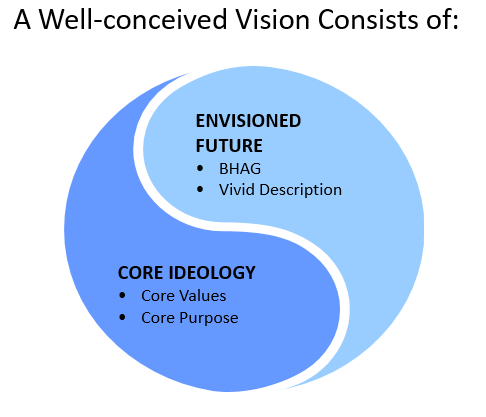 A Well-conceived Vision Consists of:
ENVISIONED
FUTURE
• BHAG
• Vivid Description
CORE IDEOLOGY
• Core Values
• Core Purpose